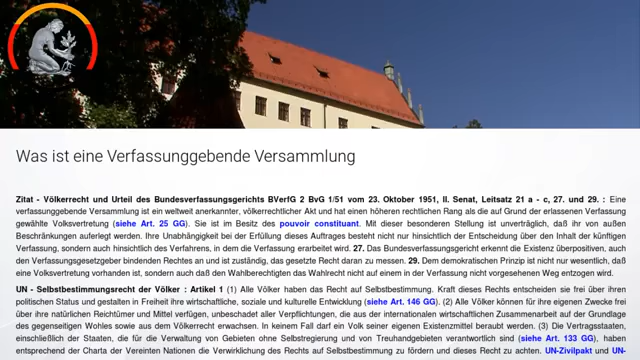 Was ist eine Verfassunggebende Versammlung
Zitat - Völkerrecht und Urteil des Bundesverfassungsgerichts BVerfG 2 BvG 1/51 vom 23. Oktober 1951, II. Senat, Leitsatz 21 a - c, 27. und 29. : Eine
verfassunggebende Versammlung ist ein weltweit anerkannter, völkerrechtlicher Akt und hat einen höheren rechtlichen Rang als die auf Grund der erlassenen Verfassung
gewählte Volksvertretung (siehe Art. 25 GG). Sie ist im Besitz des pouvoir constituant. Mit dieser besonderen Stellung ist unverträglich, daß ihr von außen
Beschränkungen auferlegt werden. Ihre Unabhängigkeit bei der Erfüllung dieses Auftrages besteht nicht nur hinsichtlich der Entscheidung über den Inhalt der künftigen
Verfassung, sondern auch hinsichtlich des Verfahrens, in dem die Verfassung erarbeitet wird. 27. Das Bundesverfassungsgericht erkennt die Existenz überpositiven, auch
den Verfassungsgesetzgeber bindenden Rechtes an und ist zuständig, das gesetzte Recht daran zu messen. 29. Dem demokratischen Prinzip ist nicht nur wesentlich, daß
eine Volksvertretung vorhanden ist, sondern auch daß den Wahlberechtigten das Wahlrecht nicht auf einem in der Verfassung nicht vorgesehenen Weg entzogen wird.
UN - Selbstbestimmungsrecht der Völker : Artikel 1 (1) Alle Völker haben das Recht auf Selbstbestimmung. Kraft dieses Rechts entscheiden sie frei über ihren
politischen Status und gestalten in Freiheit ihre wirtschaftliche, soziale und kulturelle Entwicklung (siehe Art. 146 GG). (2) Alle Völker können für ihre eigenen Zwecke frei
über ihre natürlichen Reichtümer und Mittel verfügen, unbeschadet aller Verpflichtungen, die aus der internationalen wirtschaftlichen Zusammenarbeit auf der Grundlage
des gegenseitigen Wohles sowie aus dem Völkerrecht erwachsen. In keinem Fall darf ein Volk seiner eigenen Existenzmittel beraubt werden. (3) Die Vertragsstaaten,
einschließlich der Staaten, die für die Verwaltung von Gebieten ohne Selbstregierung und von Treuhandgebieten verantwortlich sind (siehe Art. 133 GG), haben
entsprechend der Charta der Vereinten Nationen die Verwirklichung des Rechts auf Selbstbestimmung zu fördern und dieses Recht zu achten. UN-Zivilpakt und UN-